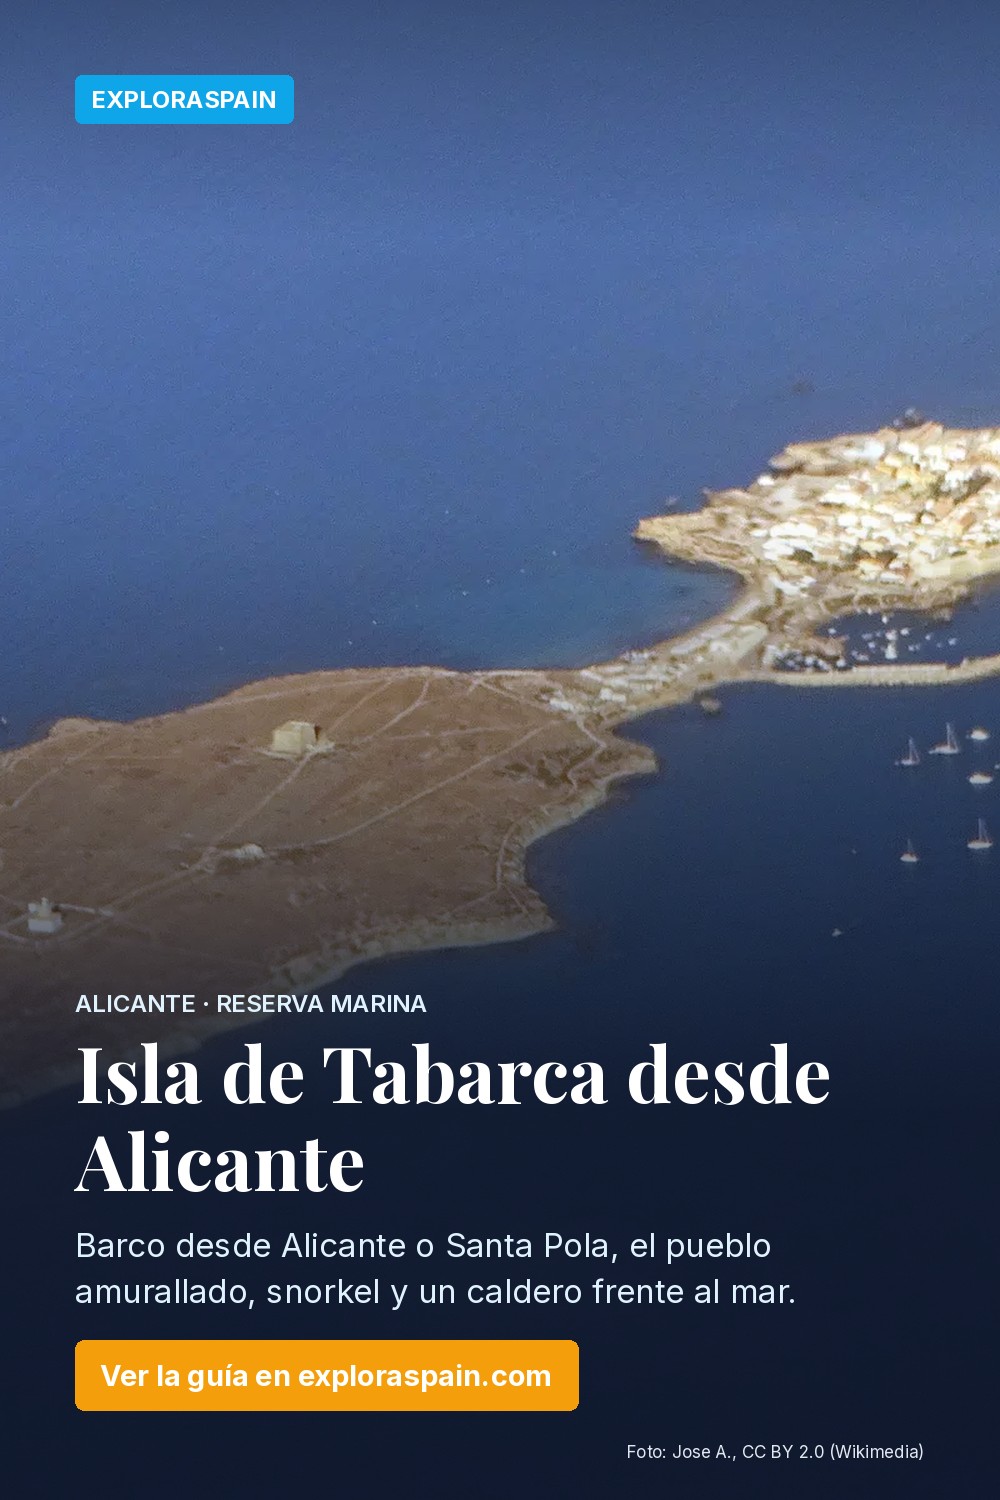 EXPLORASPAIN
ALICANTE · RESERVA MARINA
Isla de Tabarca desde
Alicante
Barco desde Alicante o Santa Pola, el pueblo
amurallado, snorkel y un caldero frente al mar.
Ver la guía en exploraspain.com
Foto: Jose A., CC BY 2.0 (Wikimedia)